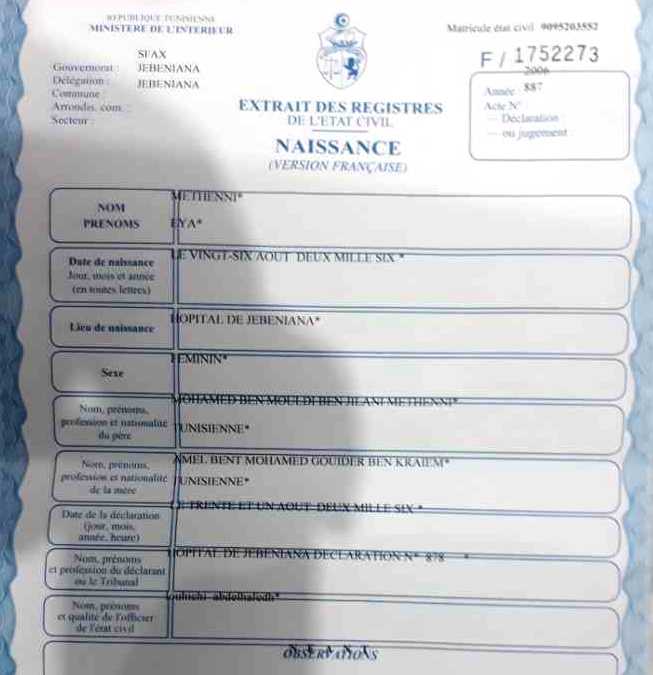 REPUBLIQUE TUNISIENNE
MINISTERE DE L'INTERIEUR
Matricule état civil 9095203552
F / 1752273
SFAX
Gouvernorat : JEBENIANA
Délégation : JEBENIANA
Commune :
Arrondis. com. :
Secteur :
2006
Année : 887
Acte N°
— Déclaration :
— ou jugement :
EXTRAIT DES REGISTRES
DE L'ETAT CIVIL
NAISSANCE
(VERSION FRANÇAISE)
NOM
PRENOMS
METHENNI*
EYA*
Date de naissance
Jour, mois et année
(en toutes lettres)
LE VINGT-SIX AOUT DEUX MILLE SIX *
Lieu de naissance
HOPITAL DE JEBENIANA*
Sexe
FEMININ*
Nom, prénoms,
profession et nationalité
du père
MOHAMED BEN MOULDI BEN JILANI METHENNI*
TUNISIENNE*
Nom, prénoms,
profession et nationalité
de la mère
AMEL BENT MOHAMED GOUIDER BEN KRAIEM*
TUNISIENNE*
Date de la déclaration
(jour, mois,
année, heure)
LE TRENTE ET UN AOUT DEUX MILLE SIX *
Nom, prénoms
et profession du déclarant
ou le Tribunal
HOPITAL DE JEBENIANA DECLARATION N° 878 *
Nom, prénoms
et qualité de l'officier
de l'état civil
OBSERVATIONS